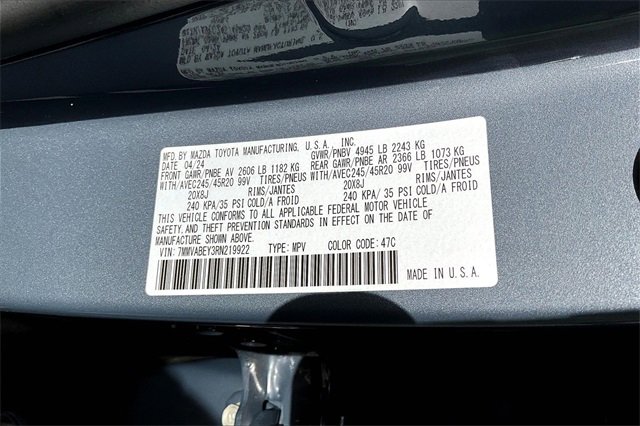 MFD. BY MAZDA TOYOTA MANUFACTURING, U.S.A., INC.
DATE 04/24 GVWR/PNBV 4945 LB 2243 KG
FRONT GAWR/PNBE AV 2606 LB 1182 KG REAR GAWR/PNBE AR 2366 LB 1073 KG
WITH/AVEC245/45R20 99V TIRES/PNEUS WITH/AVEC245/45R20 99V TIRES/PNEUS
20X8J RIMS/JANTES 20X8J RIMS/JANTES
240 KPA/ 35 PSI COLD/A FROID 240 KPA/ 35 PSI COLD/A FROID
THIS VEHICLE CONFORMS TO ALL APPLICABLE FEDERAL MOTOR VEHICLE
SAFETY, AND THEFT PREVENTION STANDARDS IN EFFECT ON THE DATE OF
MANUFACTURE SHOWN ABOVE.
VIN: 7MMVABEY3RN219922 TYPE: MPV COLOR CODE: 47C
MADE IN U.S.A.